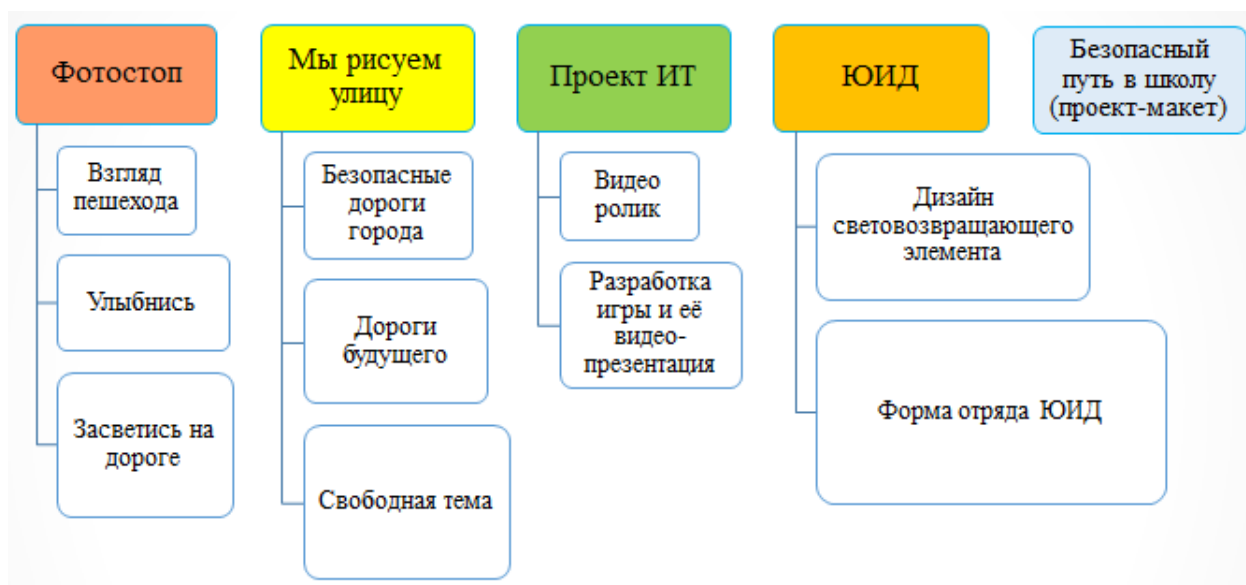 Фотостоп
Взгляд
пешехода
Улыбнись
Засветись на
дороге
Мы рисуем
улицу
Безопасные
дороги
города
Дороги
будущего
Свободная тема
Проект ИТ
Видео
ролик
Разработка
игры и её
видео-
презентация
ЮИД
Дизайн
световозвращающего
элемента
Форма отряда ЮИД
Безопасный
путь в школу
(проект-макет)